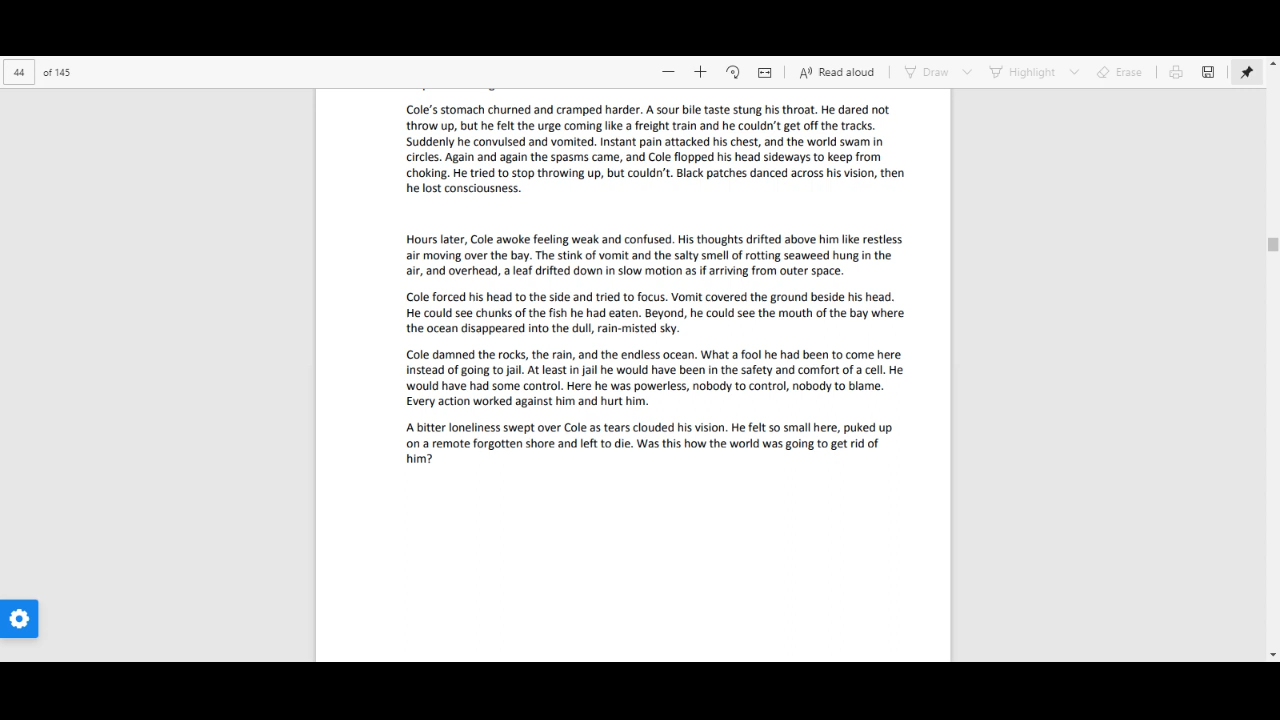 44 of 145 Read aloud Draw Highlight Erase
Cole’s stomach churned and cramped harder. A sour bile taste stung his throat. He dared not
throw up, but he felt the urge coming like a freight train and he couldn’t get off the tracks.
Suddenly he convulsed and vomited. Instant pain attacked his chest, and the world swam in
circles. Again and again the spasms came, and Cole flopped his head sideways to keep from
choking. He tried to stop throwing up, but couldn’t. Black patches danced across his vision, then
he lost consciousness.
Hours later, Cole awoke feeling weak and confused. His thoughts drifted above him like restless
air moving over the bay. The stink of vomit and the salty smell of rotting seaweed hung in the
air, and overhead, a leaf drifted down in slow motion as if arriving from outer space.
Cole forced his head to the side and tried to focus. Vomit covered the ground beside his head.
He could see chunks of the fish he had eaten. Beyond, he could see the mouth of the bay where
the ocean disappeared into the dull, rain-misted sky.
Cole damned the rocks, the rain, and the endless ocean. What a fool he had been to come here
instead of going to jail. At least in jail he would have been in the safety and comfort of a cell. He
would have had some control. Here he was powerless, nobody to control, nobody to blame.
Every action worked against him and hurt him.
A bitter loneliness swept over Cole as tears clouded his vision. He felt so small here, puked up
on a remote forgotten shore and left to die. Was this how the world was going to get rid of
him?